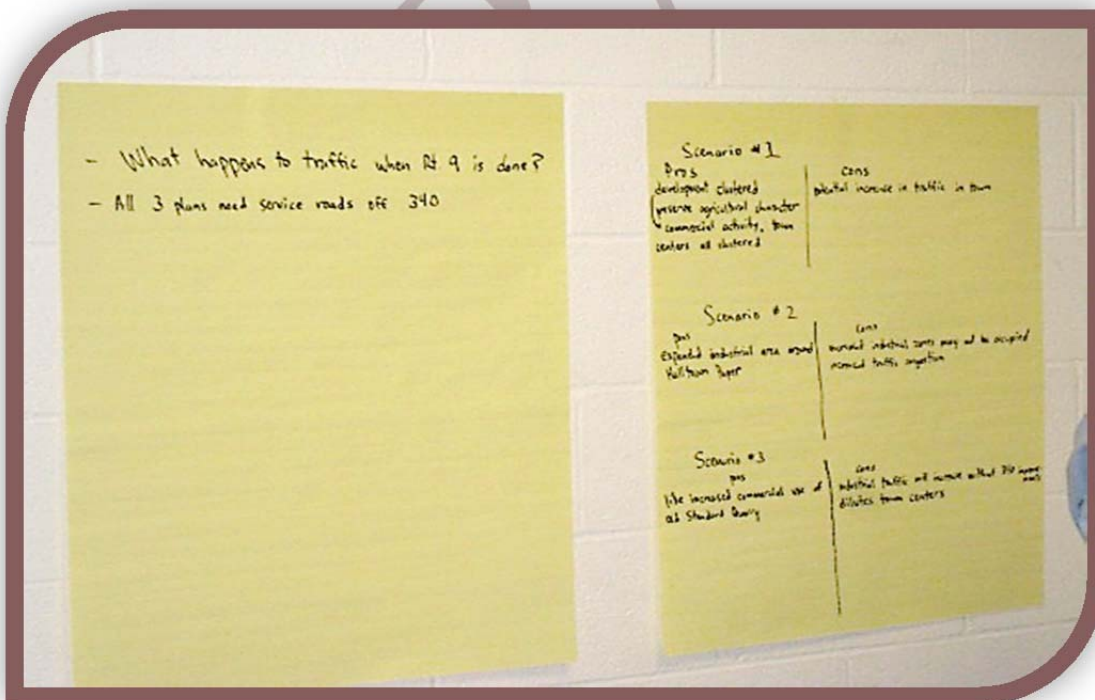 - What happens to traffic when Rt. 9 is done?
- All 3 plans need service roads off 340
Scenario #1
Pros
development clustered
preserve agricultural character
commercial activity, town
centers all clustered
cons
potential increase in traffic in town
Scenario #2
pros
Expanded industrial area around
Halltown Paper
cons
increased industrial zones may not be occupied
increased traffic congestion
Scenario #3
pros
like increased commercial use of
old Standard Quarry
cons
industrial traffic will increase without 340 improvements
dilutes town centers